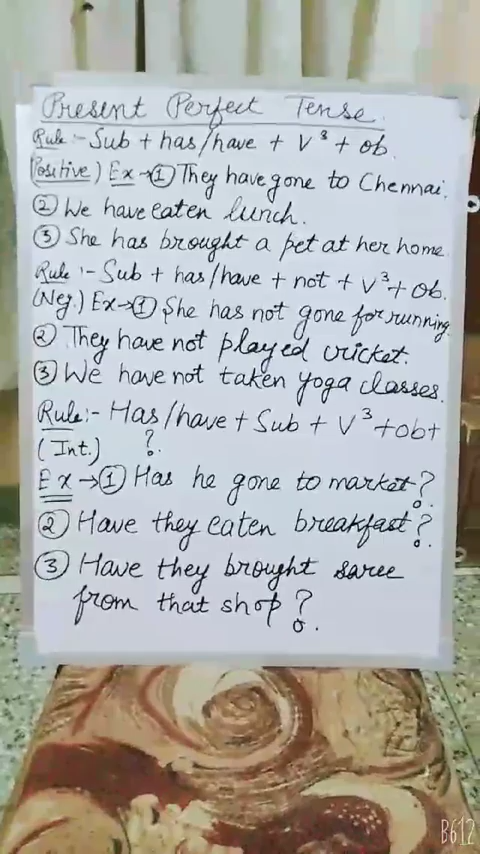 Present Perfect Tense.
Rule :- Sub + has/have + V³ + ob.
(Positive) Ex → ① They have gone to Chennai.
② We have eaten lunch.
③ She has brought a pet at her home.
Rule :- Sub + has/have + not + V³ + ob.
(Neg.) Ex → ① She has not gone for running.
② They have not played cricket.
③ We have not taken yoga classes.
Rule:- Has/have + Sub + V³ + ob +
(Int.) ?
Ex → ① Has he gone to market?
② Have they eaten breakfast?
③ Have they brought saree
from that shop?
B612